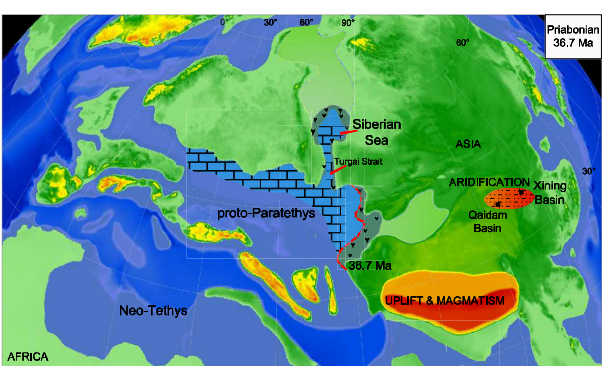 0°
30°
60°
90°
Priabonian
36.7 Ma
60°
Siberian
Sea
ASIA
Turgai Strait
30°
ARIDIFICATION
Xining
Basin
proto-Paratethys
Qaidam
Basin
36.7 Ma
UPLIFT & MAGMATISM
Neo-Tethys
AFRICA